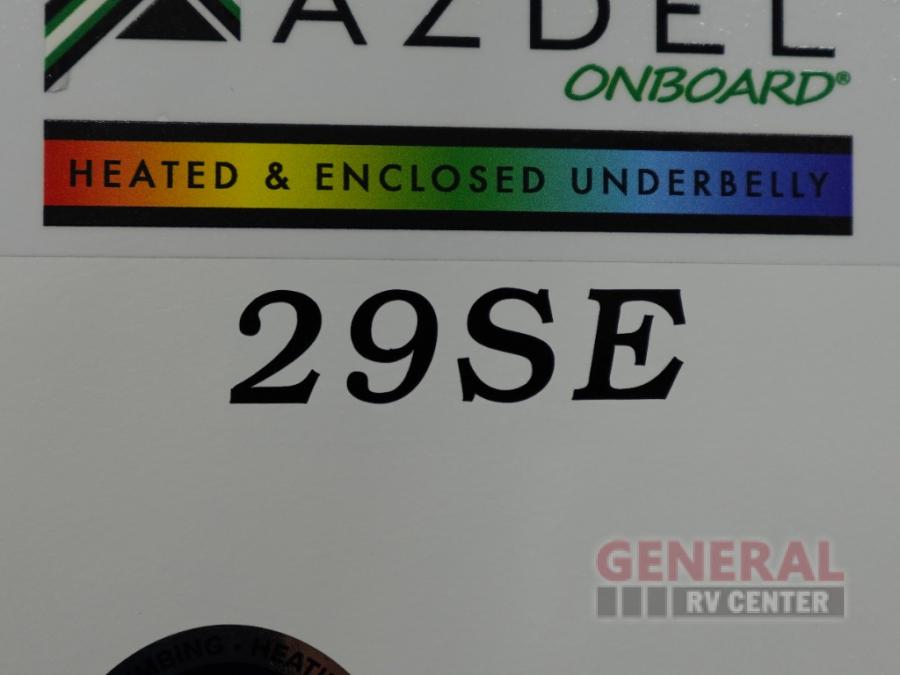 AZDEL
ONBOARD®
HEATED & ENCLOSED UNDERBELLY
29SE
GENERAL
RV CENTER